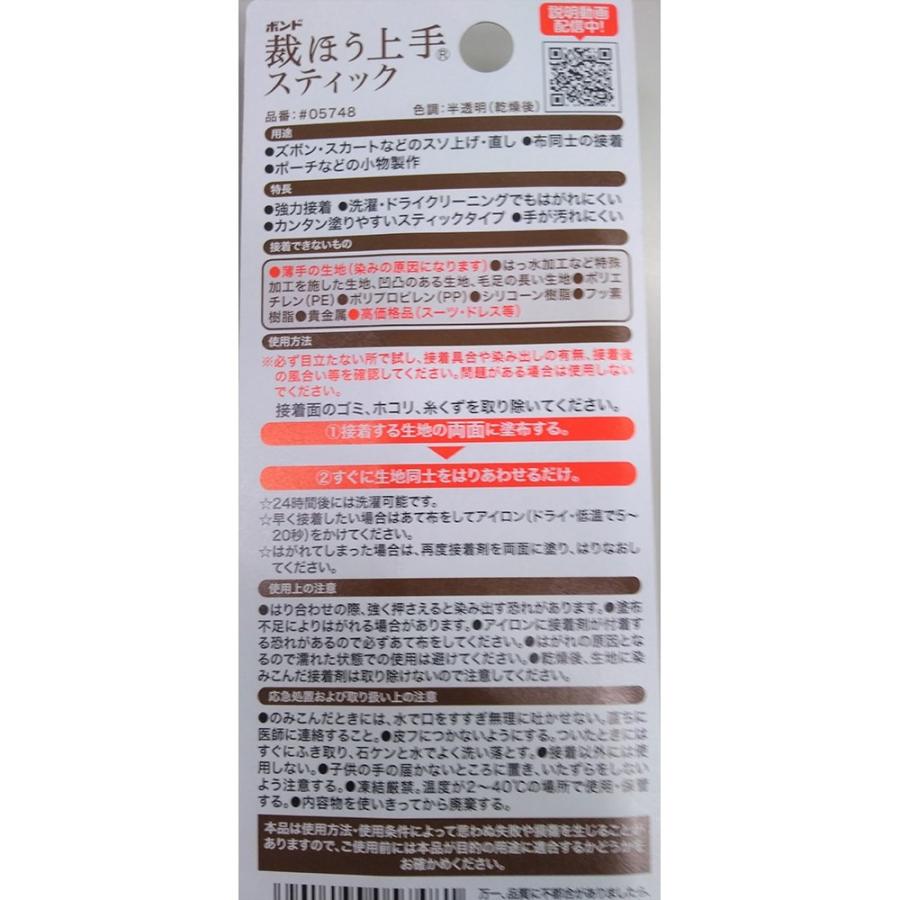 ボンド
裁ほう上手®
スティック
説明動画
配信中!
品番:#05748 色調:半透明(乾燥後)
用途
●ズボン・スカートなどのスソ上げ・直し ●布同士の接着
●ポーチなどの小物製作
特長
●強力接着 ●洗濯・ドライクリーニングでもはがれにくい
●カンタン塗りやすいスティックタイプ ●手が汚れにくい
接着できないもの
●薄手の生地(染みの原因になります)●はっ水加工など特殊
加工を施した生地、凹凸のある生地、毛足の長い生地●ポリエ
チレン(PE)●ポリプロピレン(PP)●シリコーン樹脂●フッ素
樹脂●貴金属●高価格品(スーツ・ドレス等)
使用方法
※必ず目立たない所で試し、接着具合や染み出しの有無、接着後
の風合い等を確認してください。問題がある場合は使用しない
でください。
接着面のゴミ、ホコリ、糸くずを取り除いてください。
①接着する生地の両面に塗布する。
②すぐに生地同士をはりあわせるだけ。
☆24時間後には洗濯可能です。
☆早く接着したい場合はあて布をしてアイロン(ドライ・低温で5〜
20秒)をかけてください。
☆はがれてしまった場合は、再度接着剤を両面に塗り、はりなおし
てください。
使用上の注意
●はり合わせの際、強く押さえると染み出す恐れがあります。●塗布
不足によりはがれる場合があります。●アイロンに接着剤が付着す
る恐れがあるので必ずあて布をしてください。●はがれの原因とな
るので濡れた状態での使用は避けてください。●乾燥後、生地に染
みこんだ接着剤は取り除けないので注意してください。
応急処置および取り扱い上の注意
●のみこんだときには、水で口をすすぎ無理に吐かせない。直ちに
医師に連絡すること。●皮フにつかないようにする。ついたときには
すぐにふき取り、石ケンと水でよく洗い落とす。●接着以外には使
用しない。●子供の手の届かないところに置き、いたずらをしない
よう注意する。●凍結厳禁。温度が2〜40℃の場所で使用・保管
する。●内容物を使いきってから廃棄する。
本品は使用方法・使用条件によって思わぬ失敗や損害を生じることが
ありますので、ご使用前には本品が目的の用途に適合するかどうかを
お確かめください。
万一、品質に不都合がありましたら、